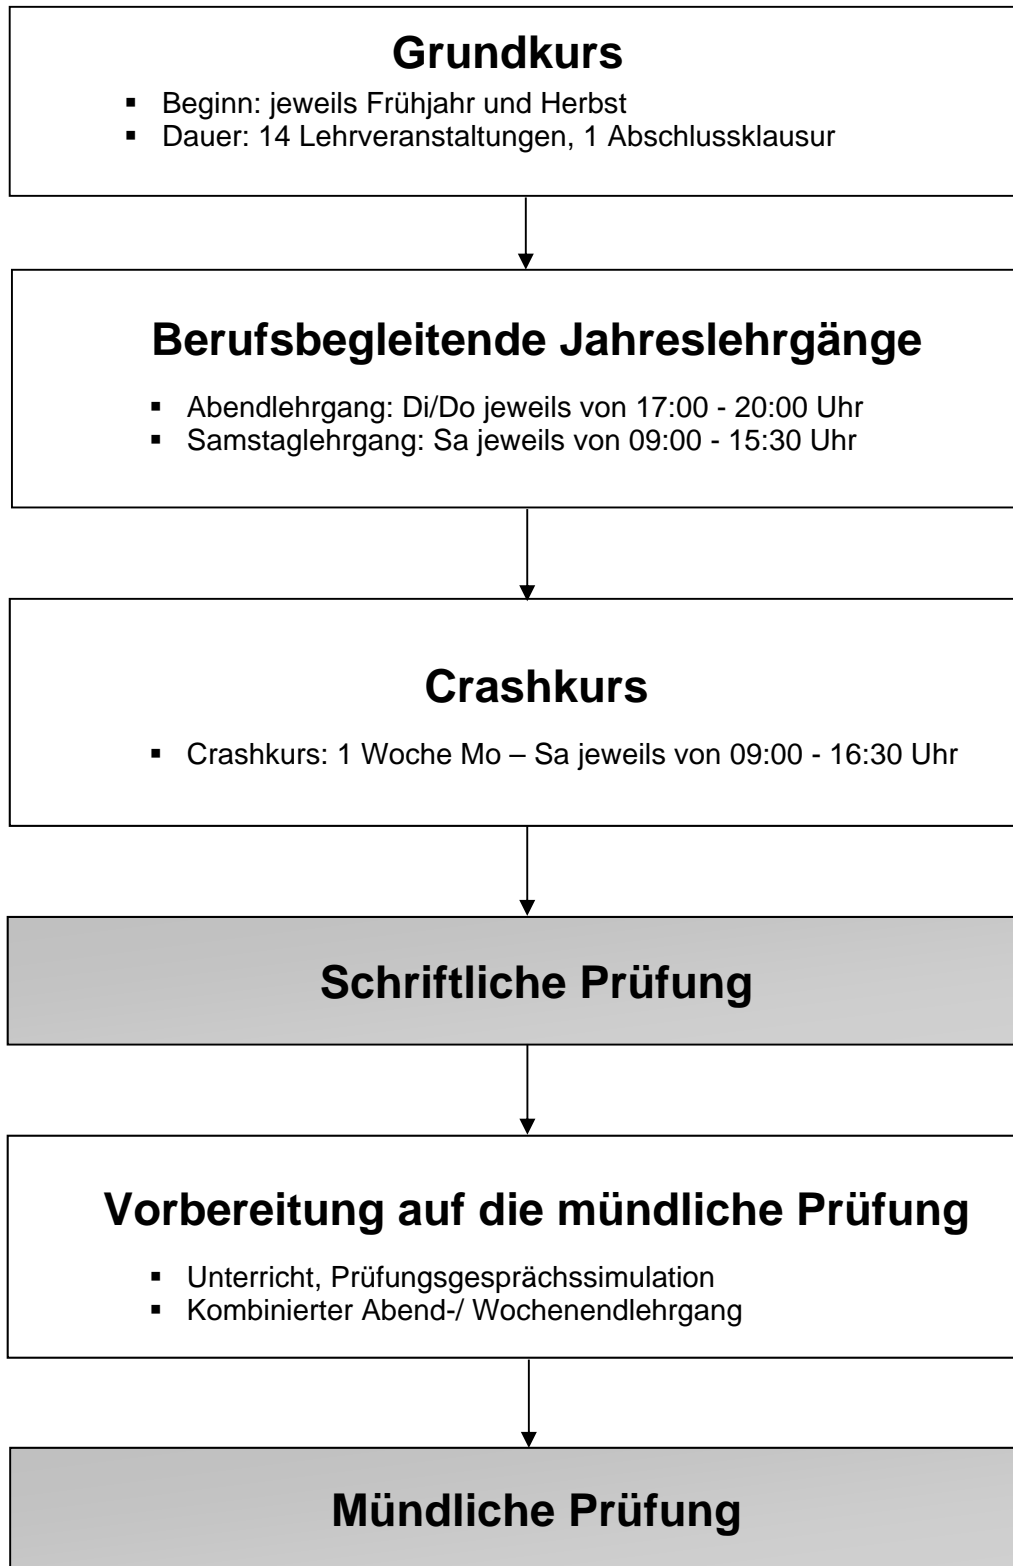 Grundkurs
▪ Beginn: jeweils Frühjahr und Herbst
▪ Dauer: 14 Lehrveranstaltungen, 1 Abschlussklausur
Berufsbegleitende Jahreslehrgänge
▪ Abendlehrgang: Di/Do jeweils von 17:00 - 20:00 Uhr
▪ Samstaglehrgang: Sa jeweils von 09:00 - 15:30 Uhr
Crashkurs
▪ Crashkurs: 1 Woche Mo – Sa jeweils von 09:00 - 16:30 Uhr
Schriftliche Prüfung
Vorbereitung auf die mündliche Prüfung
▪ Unterricht, Prüfungsgesprächssimulation
▪ Kombinierter Abend-/ Wochenendlehrgang
Mündliche Prüfung